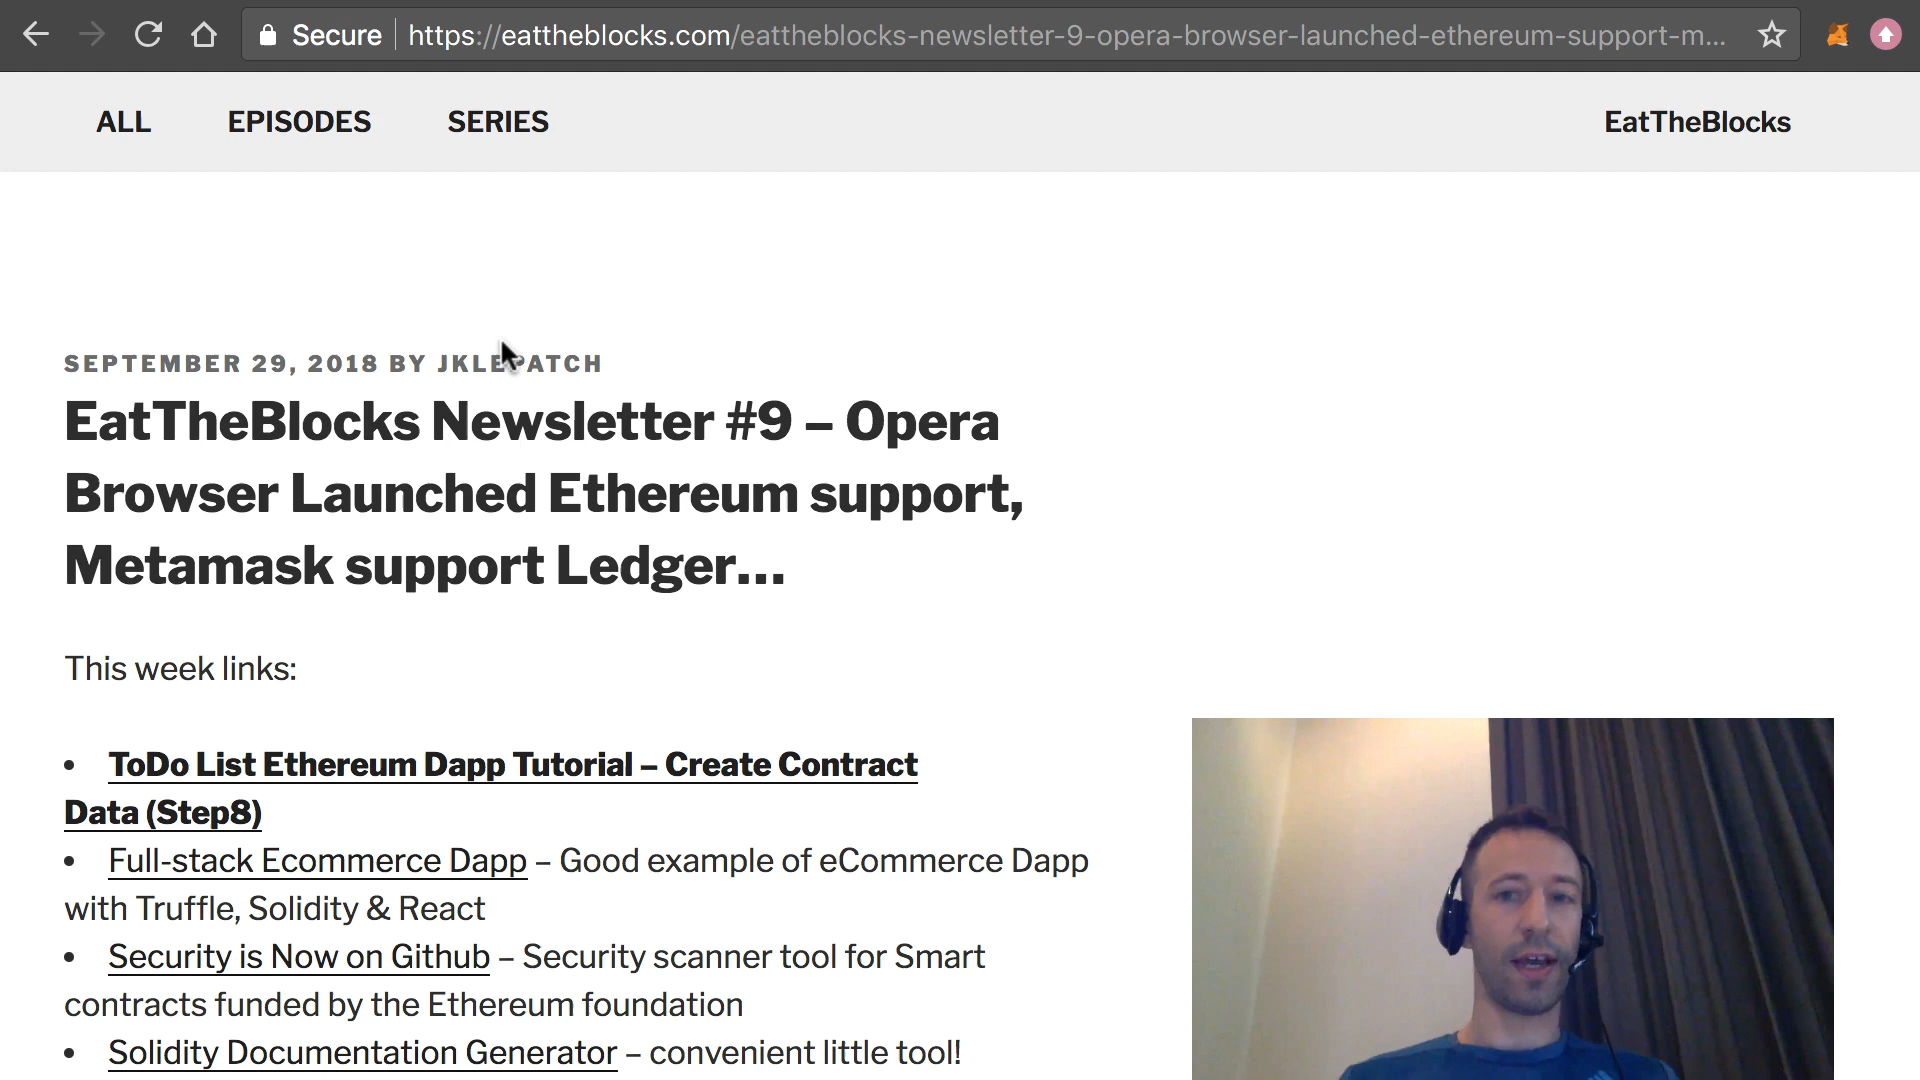 Secure https://eattheblocks.com/eattheblocks-newsletter-9-opera-browser-launched-ethereum-support-m...
ALL EPISODES SERIES EatTheBlocks
SEPTEMBER 29, 2018 BY JKLEPATCH
EatTheBlocks Newsletter #9 – Opera
Browser Launched Ethereum support,
Metamask support Ledger...
This week links:
• ToDo List Ethereum Dapp Tutorial – Create Contract
Data (Step8)
• Full-stack Ecommerce Dapp – Good example of eCommerce Dapp
with Truffle, Solidity & React
• Security is Now on Github – Security scanner tool for Smart
contracts funded by the Ethereum foundation
• Solidity Documentation Generator – convenient little tool!